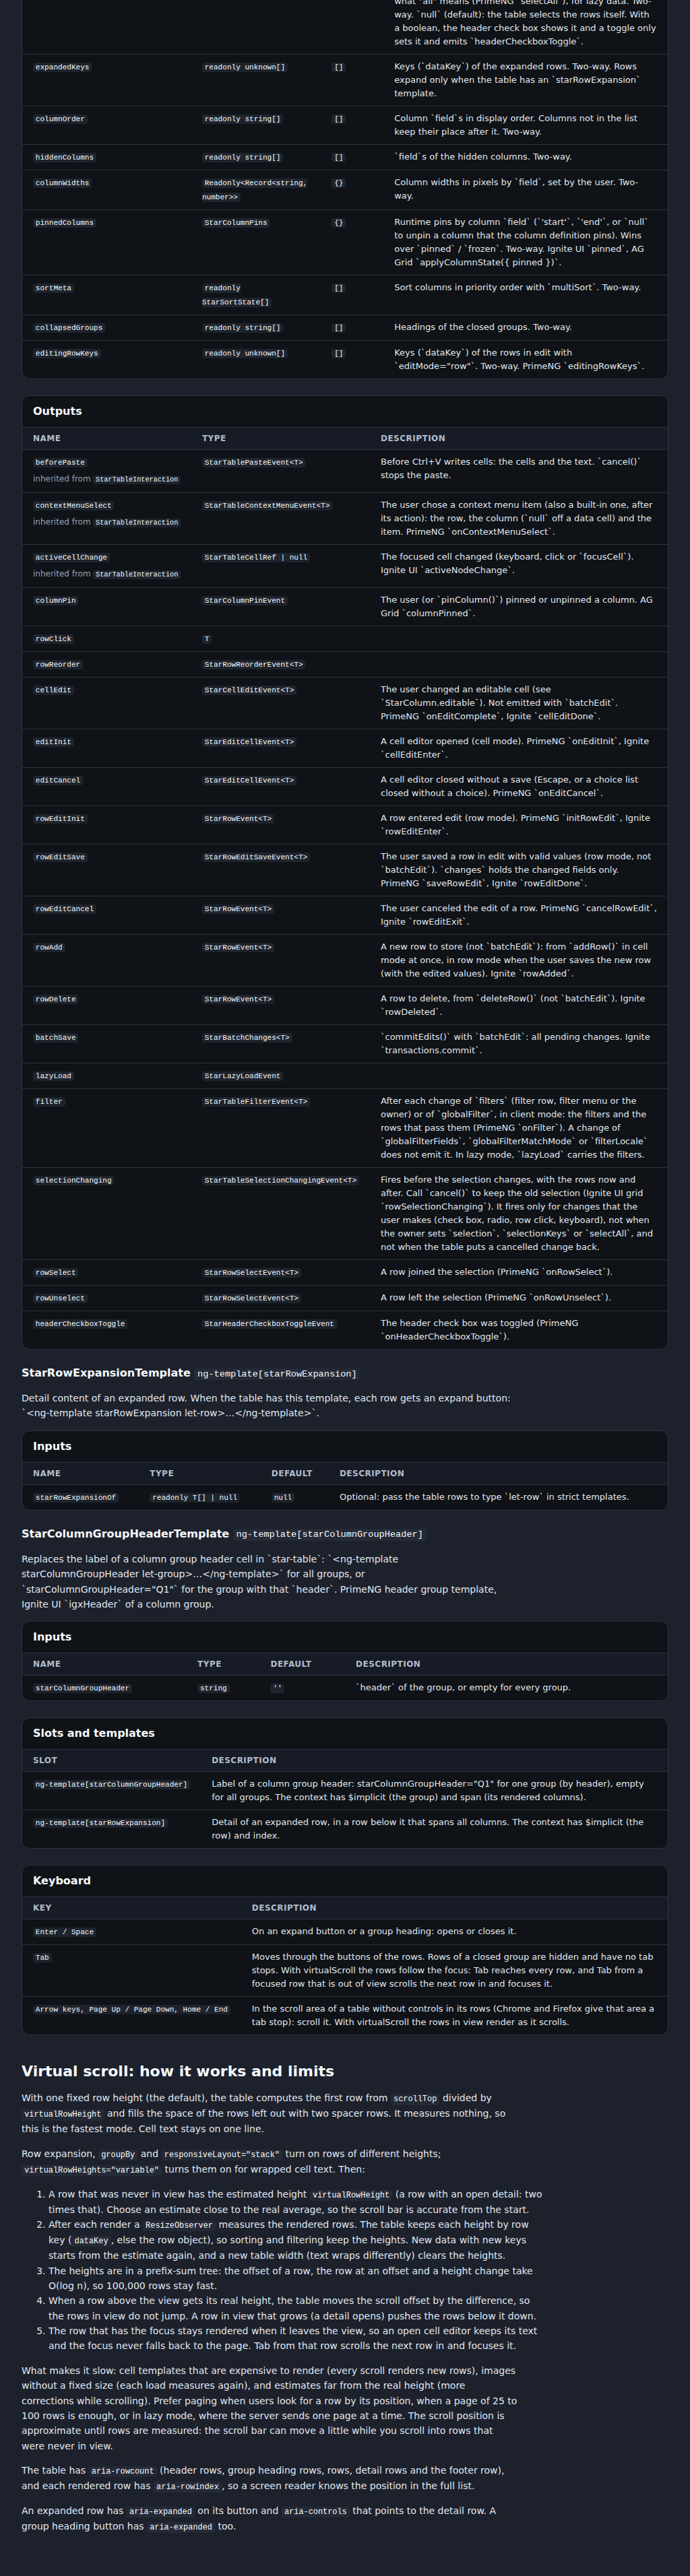 what "all" means (PrimeNG `selectAll`), for lazy data. Two-
way. `null` (default): the table selects the rows itself. With
a boolean, the header check box shows it and a toggle only
sets it and emits `headerCheckboxToggle`.
expandedKeys readonly unknown[] [] Keys (`dataKey`) of the expanded rows. Two-way. Rows
expand only when the table has an `starRowExpansion`
template.
columnOrder readonly string[] [] Column `field`s in display order. Columns not in the list
keep their place after it. Two-way.
hiddenColumns readonly string[] [] `field`s of the hidden columns. Two-way.
columnWidths Readonly<Record<string, {} Column widths in pixels by `field`, set by the user. Two-
number>> way.
pinnedColumns StarColumnPins {} Runtime pins by column `field` (`'start'`, `'end'`, or `null`
to unpin a column that the column definition pins). Wins
over `pinned` / `frozen`. Two-way. Ignite UI `pinned`, AG
Grid `applyColumnState({ pinned })`.
sortMeta readonly [] Sort columns in priority order with `multiSort`. Two-way.
StarSortState[]
collapsedGroups readonly string[] [] Headings of the closed groups. Two-way.
editingRowKeys readonly unknown[] [] Keys (`dataKey`) of the rows in edit with
`editMode="row"`. Two-way. PrimeNG `editingRowKeys`.
Outputs
NAME TYPE DESCRIPTION
beforePaste StarTablePasteEvent<T> Before Ctrl+V writes cells: the cells and the text. `cancel()`
inherited from StarTableInteraction stops the paste.
contextMenuSelect StarTableContextMenuEvent<T> The user chose a context menu item (also a built-in one, after
inherited from StarTableInteraction its action): the row, the column (`null` off a data cell) and the
item. PrimeNG `onContextMenuSelect`.
activeCellChange StarTableCellRef | null The focused cell changed (keyboard, click or `focusCell`).
inherited from StarTableInteraction Ignite UI `activeNodeChange`.
columnPin StarColumnPinEvent The user (or `pinColumn()`) pinned or unpinned a column. AG
Grid `columnPinned`.
rowClick T
rowReorder StarRowReorderEvent<T>
cellEdit StarCellEditEvent<T> The user changed an editable cell (see
`StarColumn.editable`). Not emitted with `batchEdit`.
PrimeNG `onEditComplete`, Ignite `cellEditDone`.
editInit StarEditCellEvent<T> A cell editor opened (cell mode). PrimeNG `onEditInit`, Ignite
`cellEditEnter`.
editCancel StarEditCellEvent<T> A cell editor closed without a save (Escape, or a choice list
closed without a choice). PrimeNG `onEditCancel`.
rowEditInit StarRowEvent<T> A row entered edit (row mode). PrimeNG `initRowEdit`, Ignite
`rowEditEnter`.
rowEditSave StarRowEditSaveEvent<T> The user saved a row in edit with valid values (row mode, not
`batchEdit`). `changes` holds the changed fields only.
PrimeNG `saveRowEdit`, Ignite `rowEditDone`.
rowEditCancel StarRowEvent<T> The user canceled the edit of a row. PrimeNG `cancelRowEdit`,
Ignite `rowEditExit`.
rowAdd StarRowEvent<T> A new row to store (not `batchEdit`): from `addRow()` in cell
mode at once, in row mode when the user saves the new row
(with the edited values). Ignite `rowAdded`.
rowDelete StarRowEvent<T> A row to delete, from `deleteRow()` (not `batchEdit`). Ignite
`rowDeleted`.
batchSave StarBatchChanges<T> `commitEdits()` with `batchEdit`: all pending changes. Ignite
`transactions.commit`.
lazyLoad StarLazyLoadEvent
filter StarTableFilterEvent<T> After each change of `filters` (filter row, filter menu or the
owner) or of `globalFilter`, in client mode: the filters and the
rows that pass them (PrimeNG `onFilter`). A change of
`globalFilterFields`, `globalFilterMatchMode` or `filterLocale`
does not emit it. In lazy mode, `lazyLoad` carries the filters.
selectionChanging StarTableSelectionChangingEvent<T> Fires before the selection changes, with the rows now and
after. Call `cancel()` to keep the old selection (Ignite UI grid
`rowSelectionChanging`). It fires only for changes that the
user makes (check box, radio, row click, keyboard), not when
the owner sets `selection`, `selectionKeys` or `selectAll`, and
not when the table puts a cancelled change back.
rowSelect StarRowSelectEvent<T> A row joined the selection (PrimeNG `onRowSelect`).
rowUnselect StarRowSelectEvent<T> A row left the selection (PrimeNG `onRowUnselect`).
headerCheckboxToggle StarHeaderCheckboxToggleEvent The header check box was toggled (PrimeNG
`onHeaderCheckboxToggle`).
StarRowExpansionTemplate ng-template[starRowExpansion]
Detail content of an expanded row. When the table has this template, each row gets an expand button:
`<ng-template starRowExpansion let-row>…</ng-template>`.
Inputs
NAME TYPE DEFAULT DESCRIPTION
starRowExpansionOf readonly T[] | null null Optional: pass the table rows to type `let-row` in strict templates.
StarColumnGroupHeaderTemplate ng-template[starColumnGroupHeader]
Replaces the label of a column group header cell in `star-table`: `<ng-template
starColumnGroupHeader let-group>…</ng-template>` for all groups, or
`starColumnGroupHeader="Q1"` for the group with that `header`. PrimeNG header group template,
Ignite UI `igxHeader` of a column group.
Inputs
NAME TYPE DEFAULT DESCRIPTION
starColumnGroupHeader string '' `header` of the group, or empty for every group.
Slots and templates
SLOT DESCRIPTION
ng-template[starColumnGroupHeader] Label of a column group header: starColumnGroupHeader="Q1" for one group (by header), empty
for all groups. The context has $implicit (the group) and span (its rendered columns).
ng-template[starRowExpansion] Detail of an expanded row, in a row below it that spans all columns. The context has $implicit (the
row) and index.
Keyboard
KEY DESCRIPTION
Enter / Space On an expand button or a group heading: opens or closes it.
Tab Moves through the buttons of the rows. Rows of a closed group are hidden and have no tab
stops. With virtualScroll the rows follow the focus: Tab reaches every row, and Tab from a
focused row that is out of view scrolls the next row in and focuses it.
Arrow keys, Page Up / Page Down, Home / End In the scroll area of a table without controls in its rows (Chrome and Firefox give that area a
tab stop): scroll it. With virtualScroll the rows in view render as it scrolls.
Virtual scroll: how it works and limits
With one fixed row height (the default), the table computes the first row from scrollTop divided by
virtualRowHeight and fills the space of the rows left out with two spacer rows. It measures nothing, so
this is the fastest mode. Cell text stays on one line.
Row expansion, groupBy and responsiveLayout="stack" turn on rows of different heights;
virtualRowHeights="variable" turns them on for wrapped cell text. Then:
1. A row that was never in view has the estimated height virtualRowHeight (a row with an open detail: two
times that). Choose an estimate close to the real average, so the scroll bar is accurate from the start.
2. After each render a ResizeObserver measures the rendered rows. The table keeps each height by row
key ( dataKey , else the row object), so sorting and filtering keep the heights. New data with new keys
starts from the estimate again, and a new table width (text wraps differently) clears the heights.
3. The heights are in a prefix-sum tree: the offset of a row, the row at an offset and a height change take
O(log n), so 100,000 rows stay fast.
4. When a row above the view gets its real height, the table moves the scroll offset by the difference, so
the rows in view do not jump. A row in view that grows (a detail opens) pushes the rows below it down.
5. The row that has the focus stays rendered when it leaves the view, so an open cell editor keeps its text
and the focus never falls back to the page. Tab from that row scrolls the next row in and focuses it.
What makes it slow: cell templates that are expensive to render (every scroll renders new rows), images
without a fixed size (each load measures again), and estimates far from the real height (more
corrections while scrolling). Prefer paging when users look for a row by its position, when a page of 25 to
100 rows is enough, or in lazy mode, where the server sends one page at a time. The scroll position is
approximate until rows are measured: the scroll bar can move a little while you scroll into rows that
were never in view.
The table has aria-rowcount (header rows, group heading rows, rows, detail rows and the footer row),
and each rendered row has aria-rowindex , so a screen reader knows the position in the full list.
An expanded row has aria-expanded on its button and aria-controls that points to the detail row. A
group heading button has aria-expanded too.